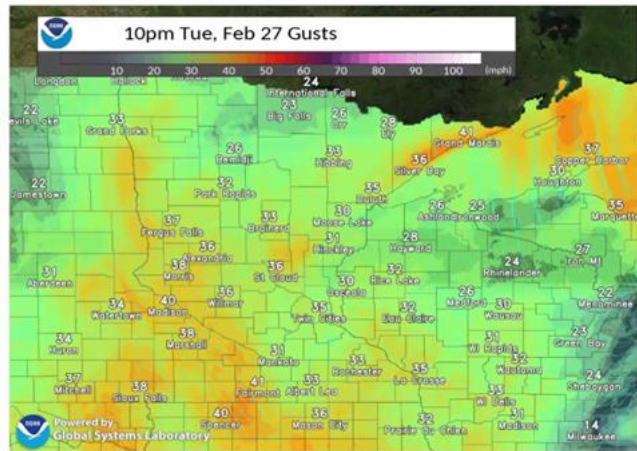 10pm Tue, Feb 27 Gusts
10 20 30 40 50 60 70 80 90 100 (mph)
Langdon
Hallock
24
International Falls
22
Devils Lake
33
Grand Forks
23
Big Falls
26
Orr
28
Ely
41
Grand Marais
26
Bemidji
33
Hibbing
36
Silver Bay
37
Copper Harbor
30
Houghton
22
Jamestown
32
Park Rapids
35
Duluth
26
Ashland
25
Ironwood
35
Marquette
37
Fergus Falls
33
Brainerd
30
Moose Lake
36
Alexandria
31
Hinckley
28
Hayward
27
Iron Mt
31
Aberdeen
38
Morris
36
St Cloud
30
Osceola
32
Rice Lake
24
Rhinelander
34
Watertown
40
Madison
36
Willmar
35
Twin Cities
32
Eau Claire
26
Medford
30
Wausau
22
Menominee
34
Huron
38
Marshall
31
Mankato
33
Rochester
31
WI Rapids
32
Wautoma
23
Green Bay
37
Mitchell
38
Sioux Falls
41
Fairmont
33
Albert Lea
35
La Crosse
33
WI Dells
24
Sheboygan
40
Spencer
36
Mason City
32
Prairie du Chien
31
Madison
14
Milwaukee
Powered by
Global Systems Laboratory